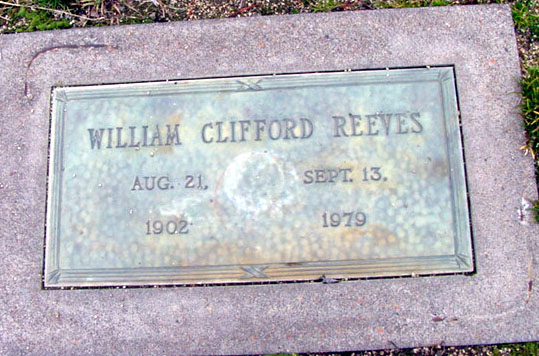 WILLIAM CLIFFORD REEVES
AUG. 21, SEPT. 13.
1902 1979